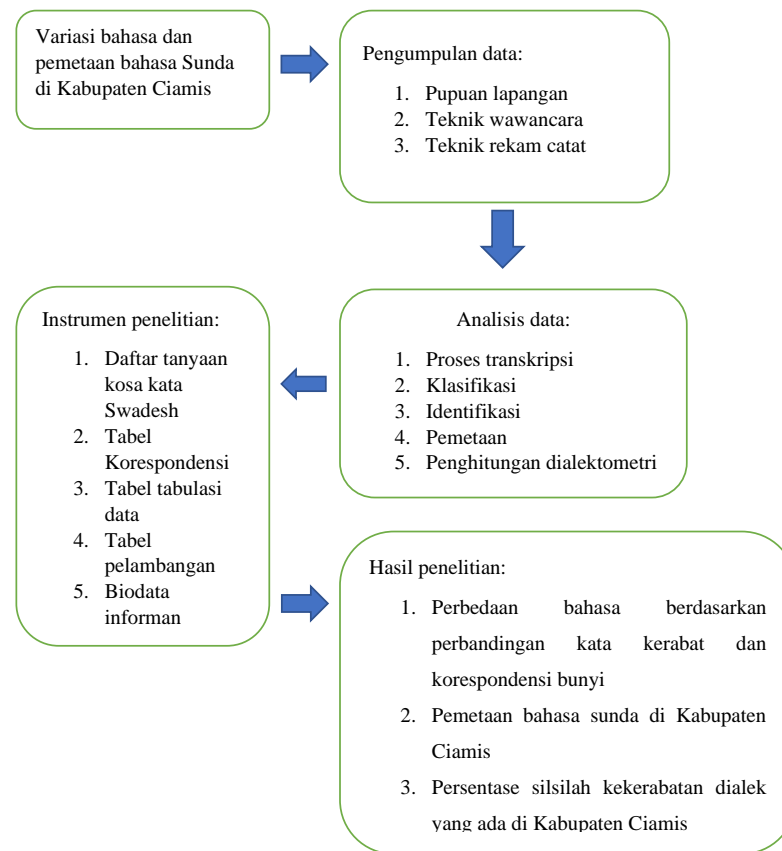 Variasi bahasa dan
pemetaan bahasa Sunda
di Kabupaten Ciamis
Pengumpulan data:
1. Pupuan lapangan
2. Teknik wawancara
3. Teknik rekam catat
Analisis data:
1. Proses transkripsi
2. Klasifikasi
3. Identifikasi
4. Pemetaan
5. Penghitungan dialektometri
Instrumen penelitian:
1. Daftar tanyaan
kosa kata
Swadesh
2. Tabel
Korespondensi
3. Tabel tabulasi
data
4. Tabel
pelambangan
5. Biodata
informan
Hasil penelitian:
1. Perbedaan bahasa berdasarkan
perbandingan kata kerabat dan
korespondensi bunyi
2. Pemetaan bahasa sunda di Kabupaten
Ciamis
3. Persentase silsilah kekerabatan dialek
yang ada di Kabupaten Ciamis